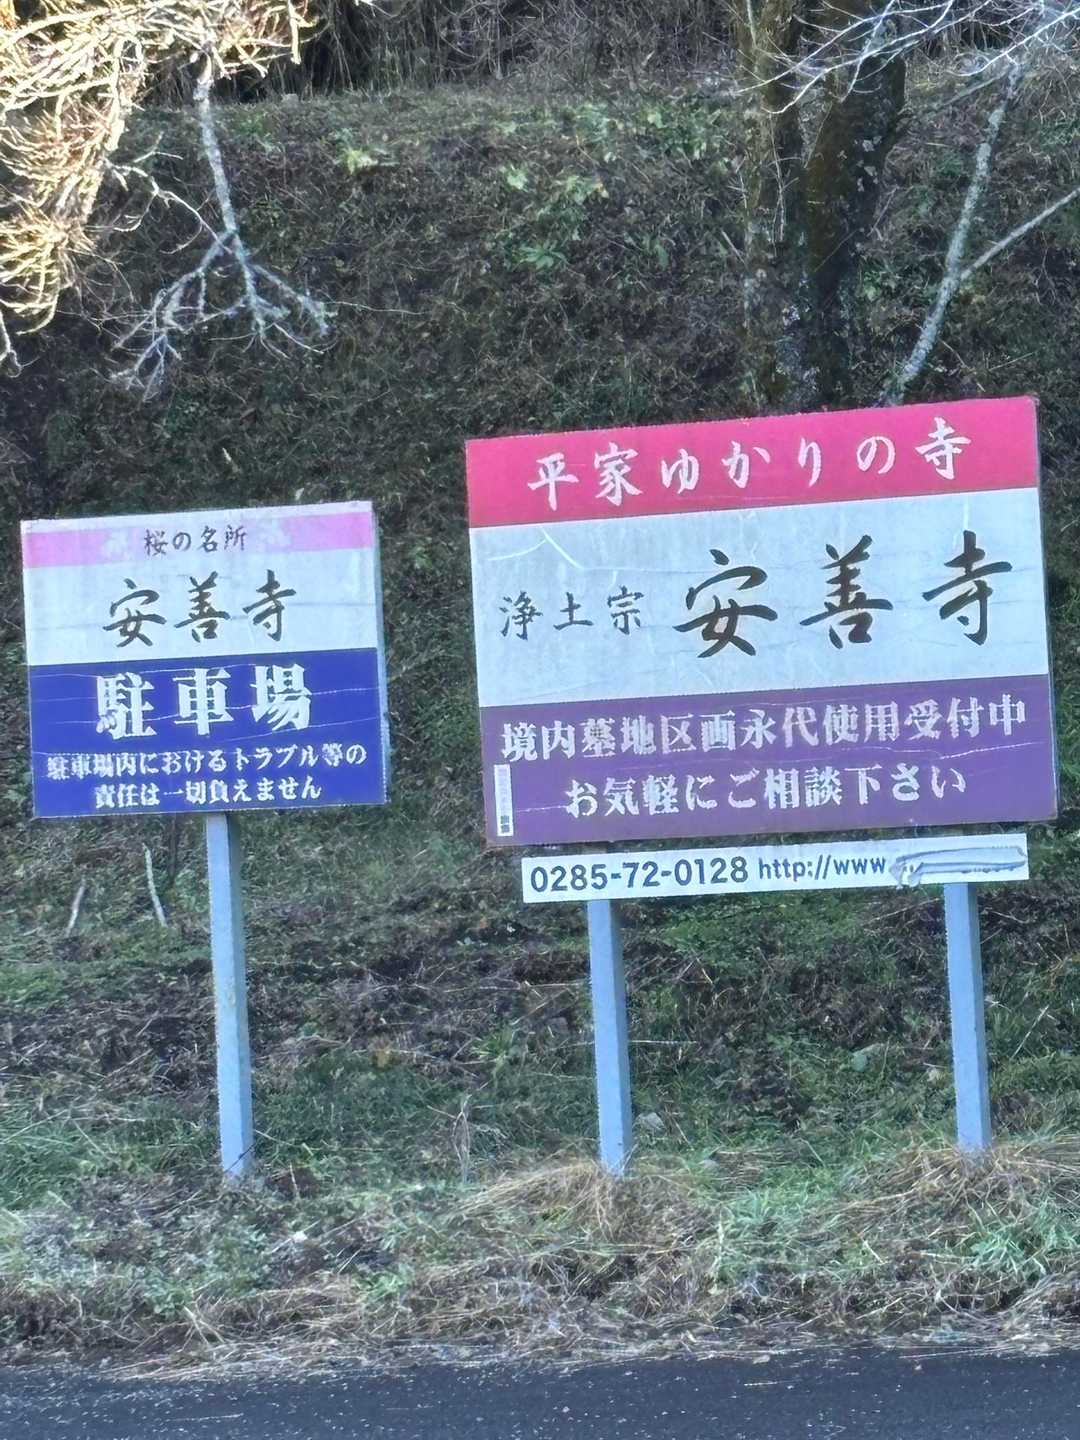 桜の名所
安善寺
駐車場
駐車場内におけるトラブル等の
責任は一切負えません
平家ゆかりの寺
浄土宗 安善寺
境内墓地区画永代使用受付中
お気軽にご相談下さい
0285-72-0128 http://www